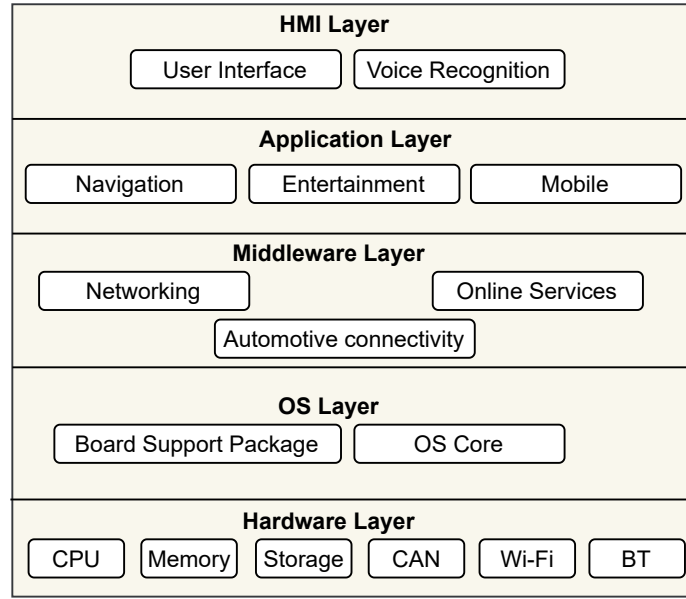 HMI Layer
User Interface
Voice Recognition
Application Layer
Navigation
Entertainment
Mobile
Middleware Layer
Networking
Online Services
Automotive connectivity
OS Layer
Board Support Package
OS Core
Hardware Layer
CPU
Memory
Storage
CAN
Wi-Fi
BT